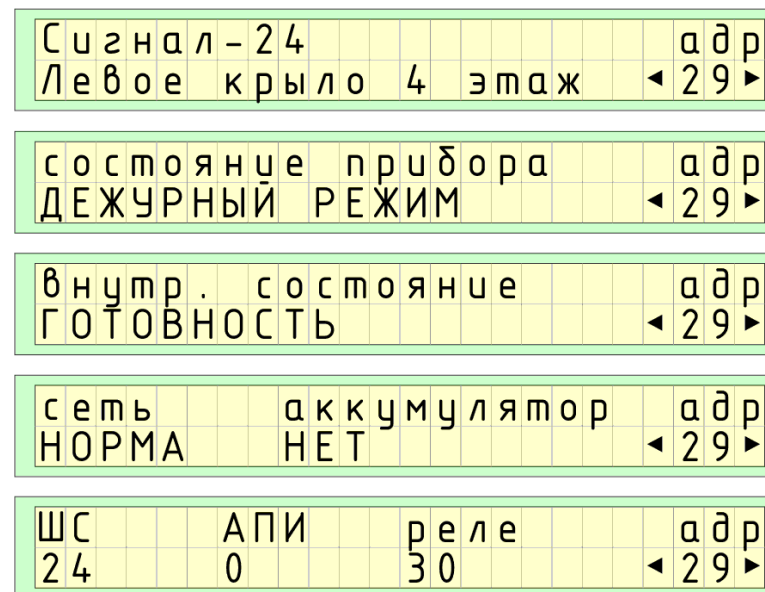 Сигнал-24 адр
Левое крыло 4 этаж ◄ 29 ►
состояние прибора адр
ДЕЖУРНЫЙ РЕЖИМ ◄ 29 ►
внутр. состояние адр
ГОТОВНОСТЬ ◄ 29 ►
сеть аккумулятор адр
НОРМА НЕТ ◄ 29 ►
ШС АПИ реле адр
24 0 30 ◄ 29 ►